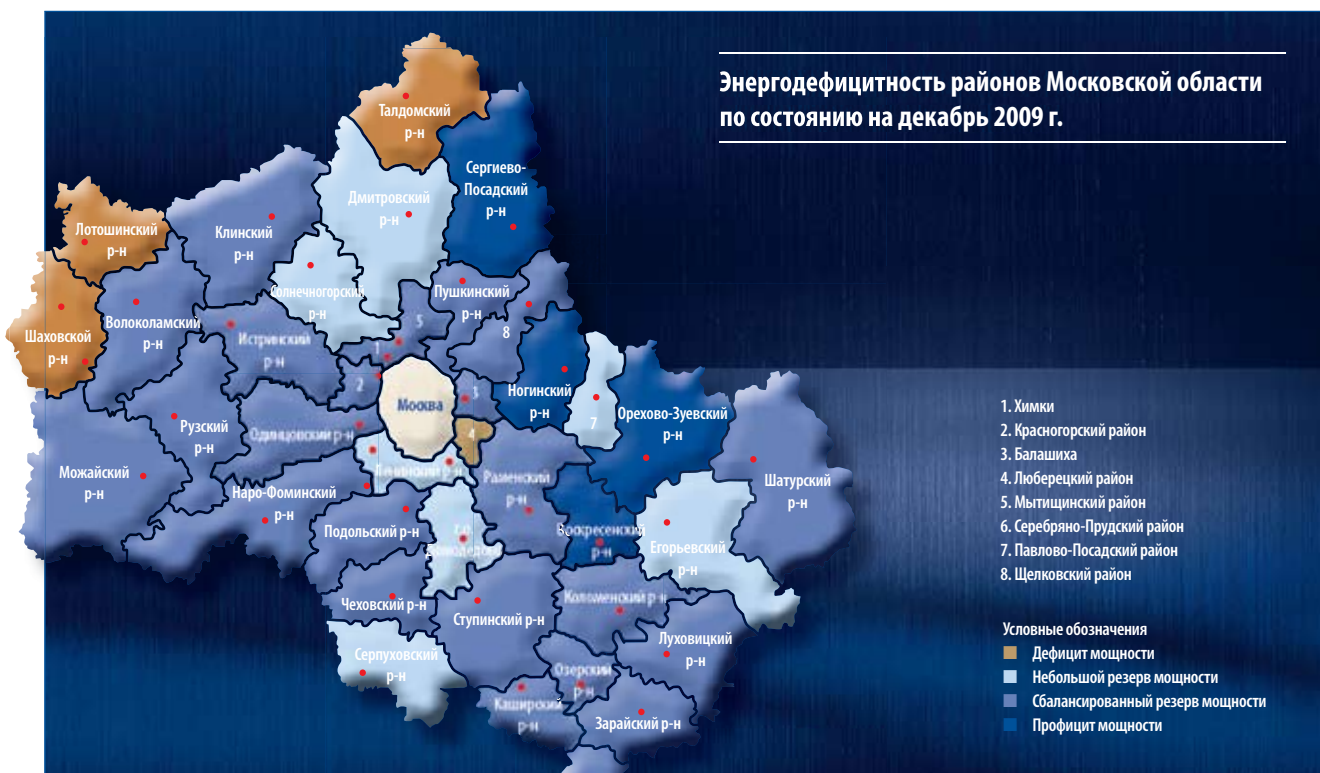 Энергодефицитность районов Московской области
по состоянию на декабрь 2009 г.
Талдомский
р-н
Сергиево-
Посадский
р-н
Дмитровский
р-н
Лотошинский
р-н
Клинский
р-н
Солнечногорский
р-н
Пушкинский
р-н
Шаховской
р-н
Волоколамский
р-н
Истринский
р-н
5
8
1
2
3
Москва
4
Ногинский
р-н
7
Орехово-Зуевский
р-н
Рузский
р-н
Одинцовский р-н
Можайский
р-н
Ленинский р-н
Раменский
р-н
Шатурский
р-н
Наро-Фоминский
р-н
Подольский р-н
г.о.
Домодедово
Воскресенский
р-н
Егорьевский
р-н
Чеховский р-н
Ступинский р-н
Коломенский р-н
Луховицкий
р-н
Серпуховский
р-н
Озерский
р-н
Каширский
р-н
Зарайский р-н
1. Химки
2. Красногорский район
3. Балашиха
4. Люберецкий район
5. Мытищинский район
6. Серебряно-Прудский район
7. Павлово-Посадский район
8. Щелковский район
Условные обозначения
Дефицит мощности
Небольшой резерв мощности
Сбалансированный резерв мощности
Профицит мощности